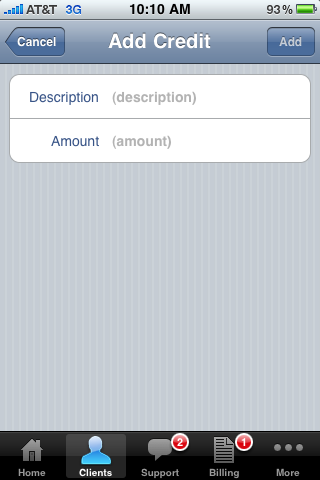 AT&T 3G 10:10 AM 93%
Cancel Add Credit Add
Description (description)
Amount (amount)
2 1
Home Clients Support Billing More